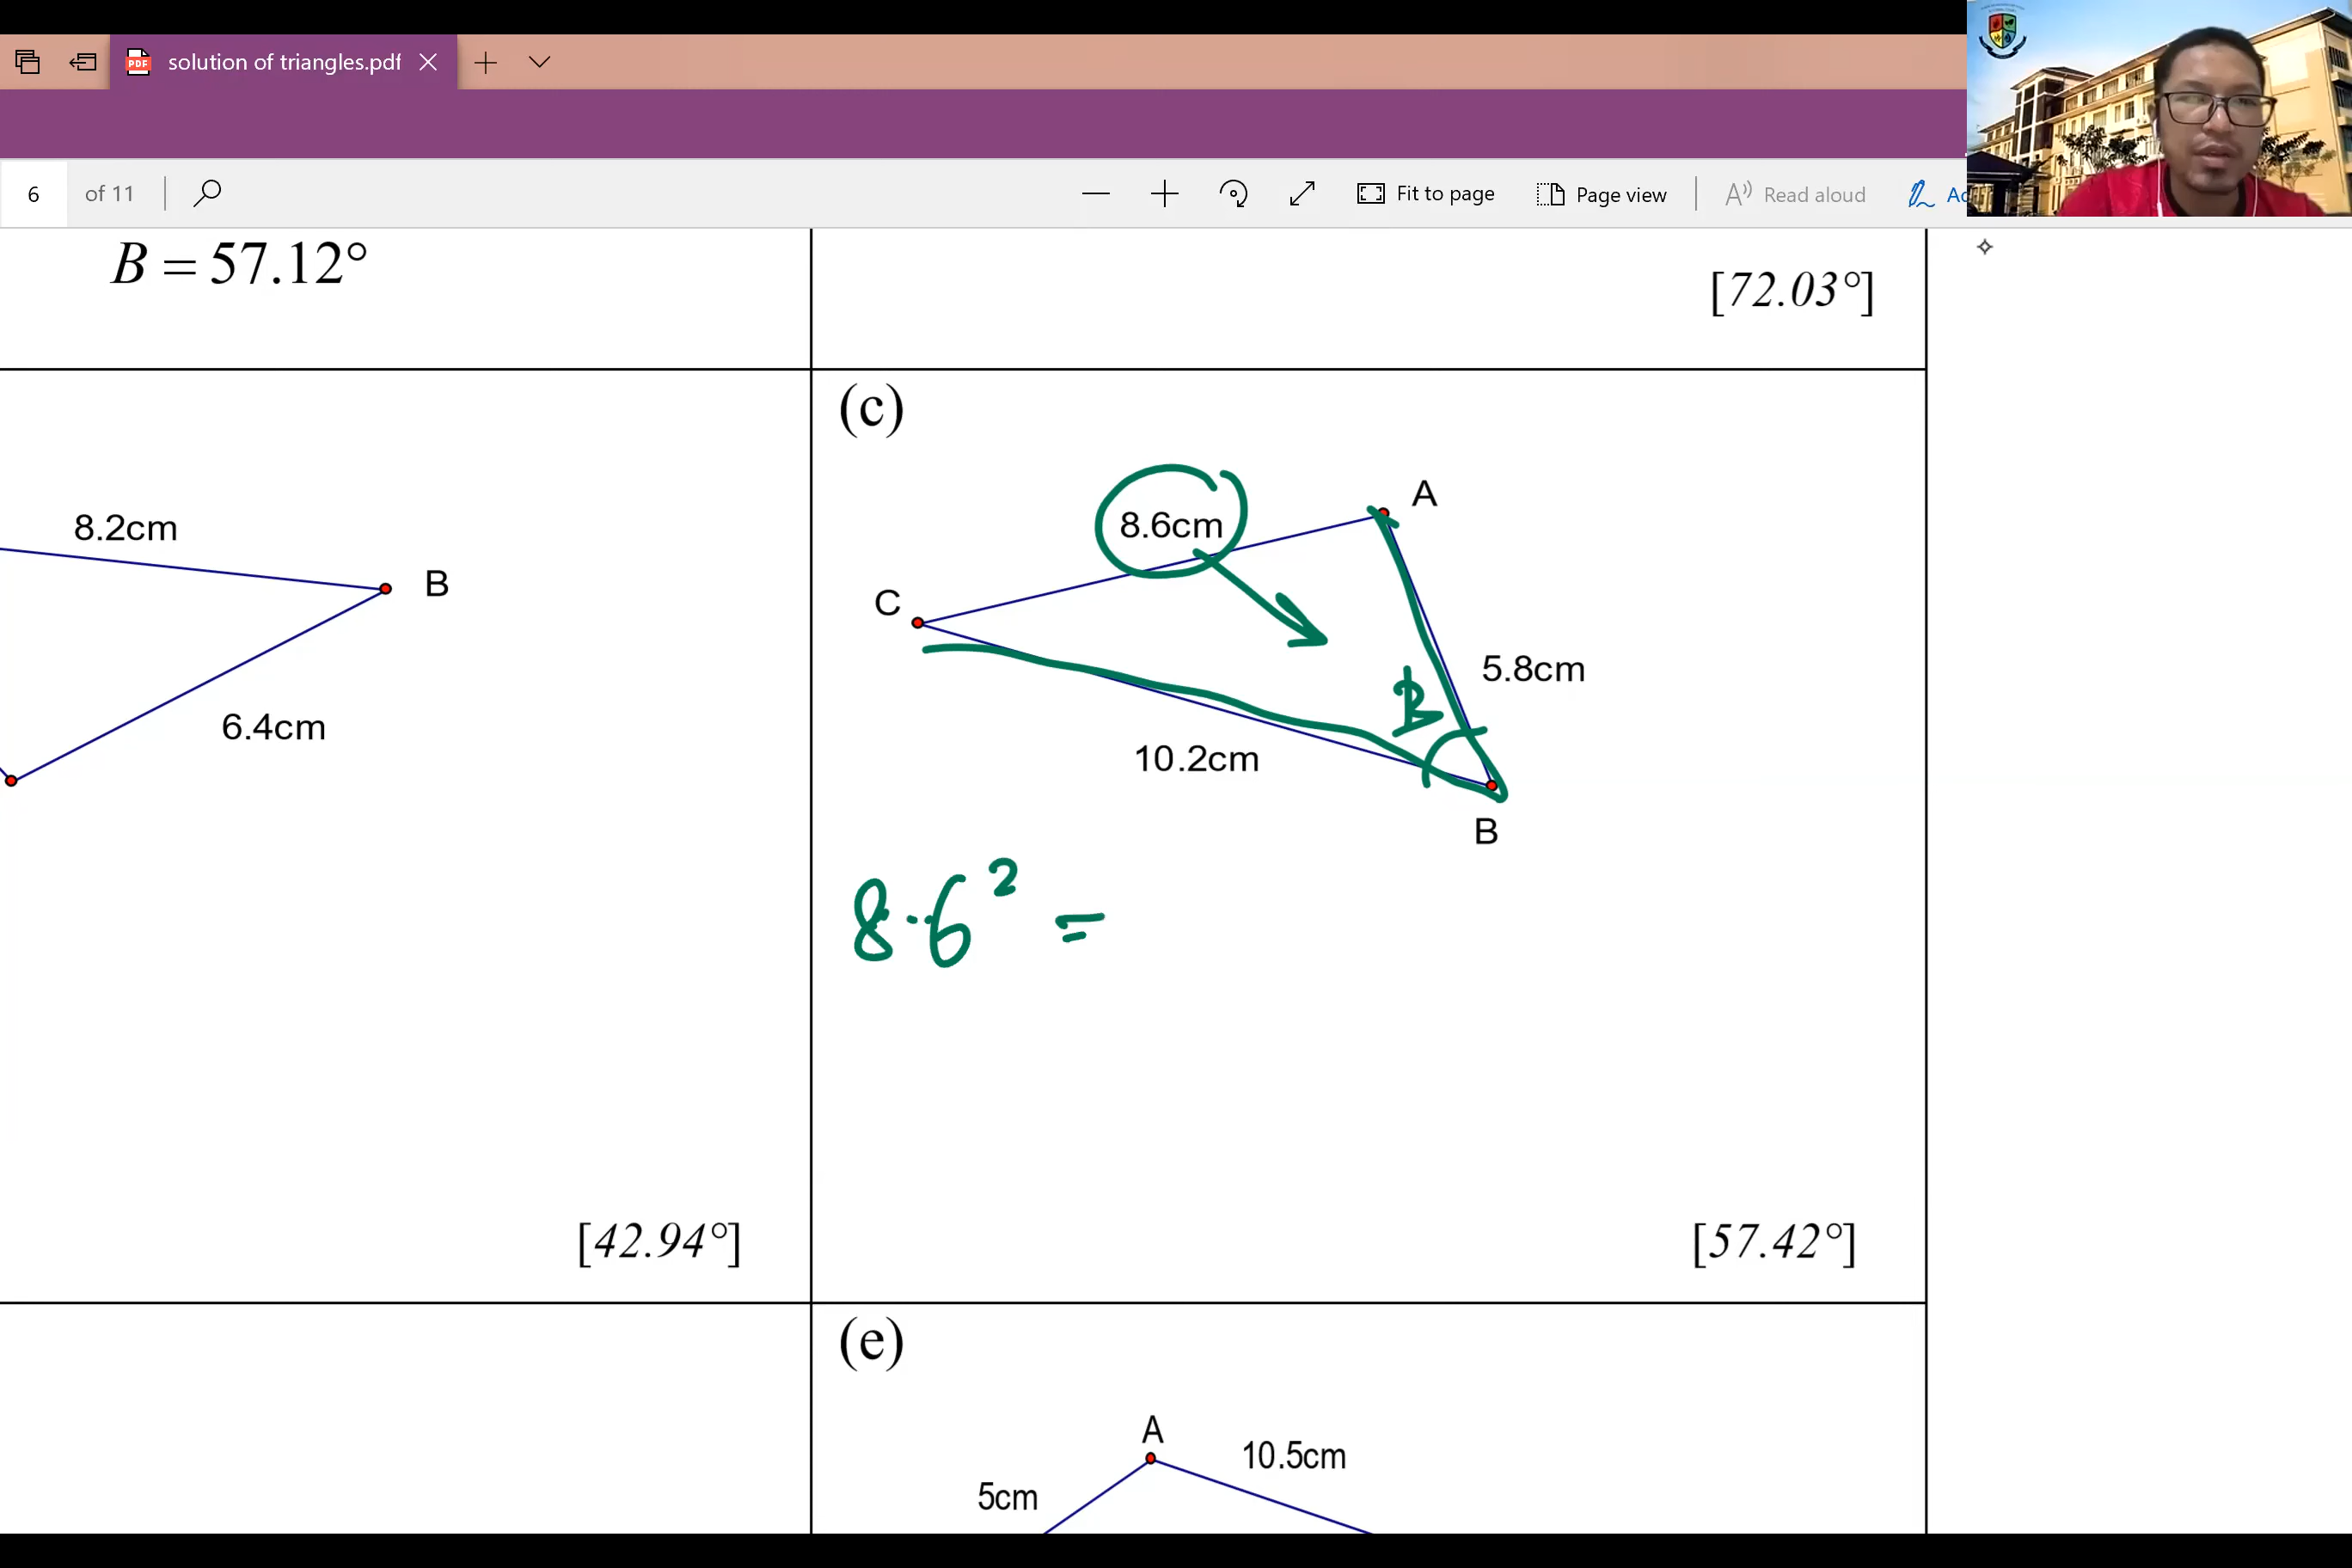 solution of triangles.pdf
6 of 11
Fit to page
Page view
Read aloud
B = 57.12°
[72.03°]
8.2cm
B
6.4cm
[42.94°]
(c)
8.6cm
A
C
5.8cm
B
10.2cm
B
8.6² =
[57.42°]
(e)
A
10.5cm
5cm